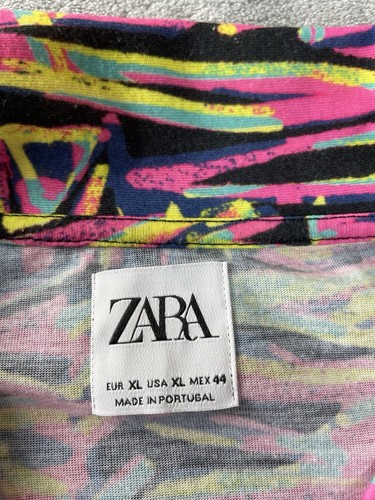 ZARA
EUR XL USA XL MEX 44
MADE IN PORTUGAL